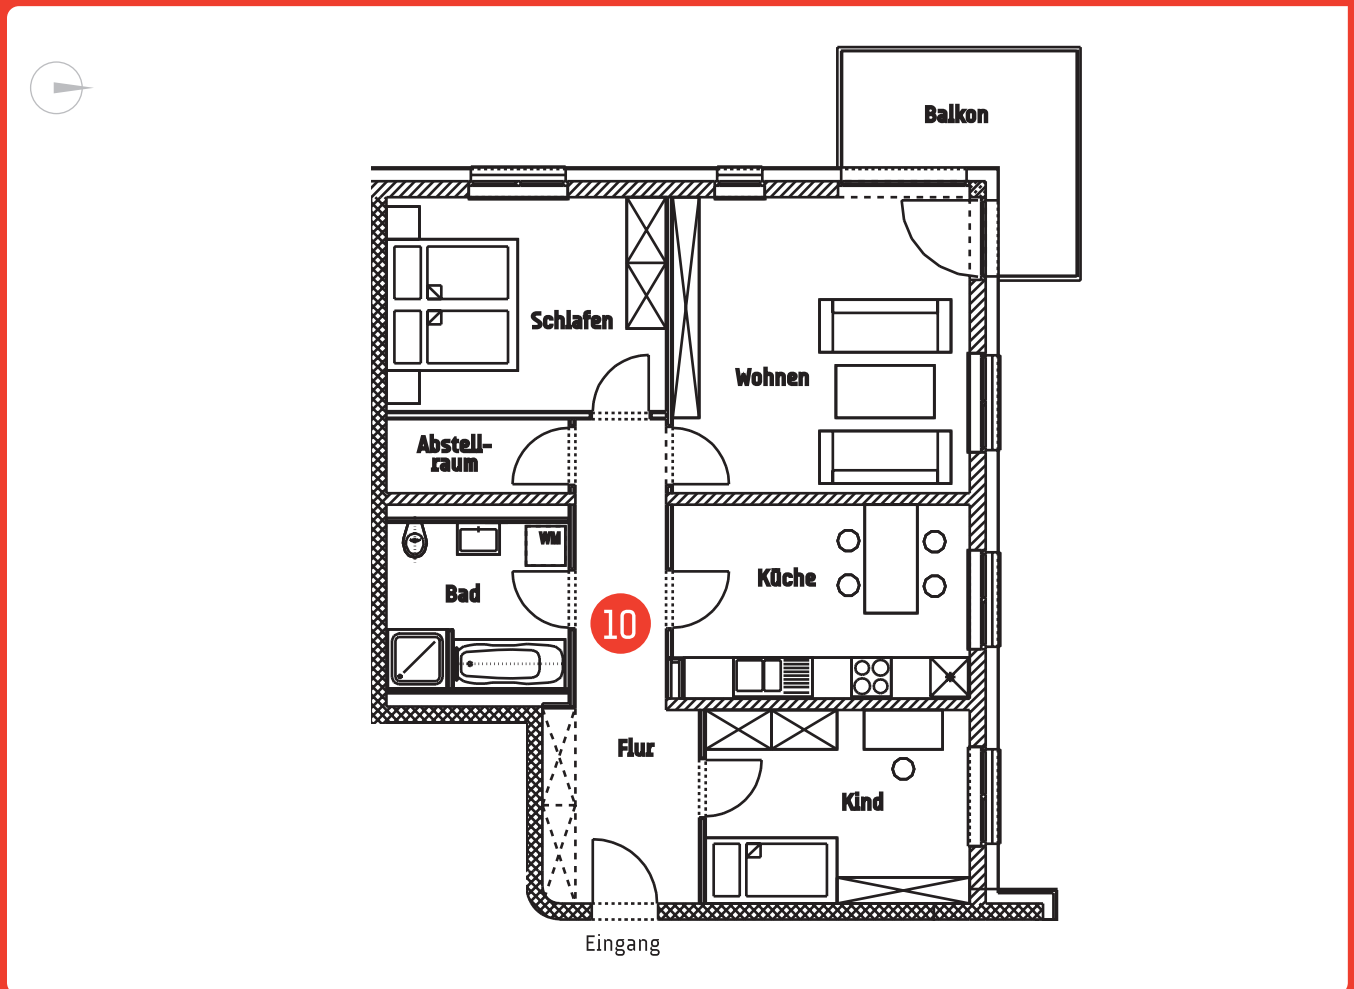 Balkon
Schlafen
Wohnen
Abstell-
raum
WM
Küche
Bad
10
Flur
Kind
Eingang